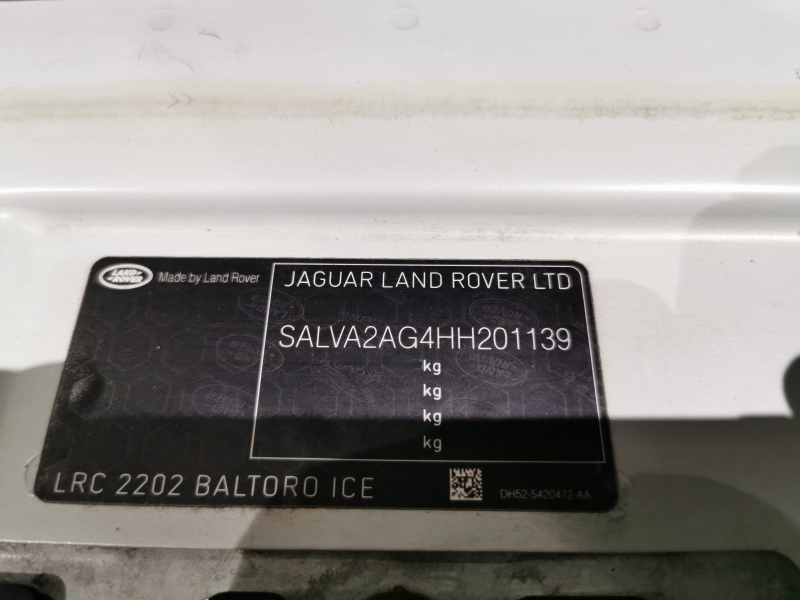 LAND ROVER
Made by Land Rover
JAGUAR LAND ROVER LTD
SALVA2AG4HH201139
kg
kg
kg
kg
LRC 2202 BALTORO ICE
DH52-5420472-AA